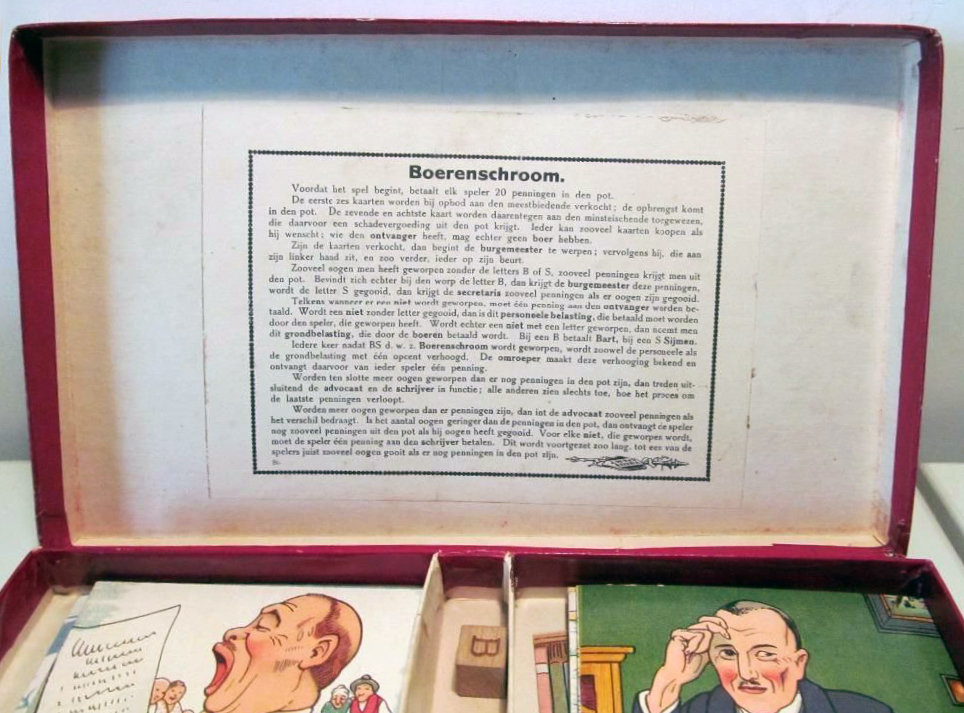 Boerenschroom.
Voordat het spel begint, betaalt elk speler 20 penningen in den pot.
De eerste zes kaarten worden bij opbod aan den meestbiedende verkocht; de opbrengst komt
in den pot. De zevende en achtste kaart worden daarentegen aan den minsteischende toegewezen,
die daarvoor een schadevergoeding uit den pot krijgt. Ieder kan zooveel kaarten koopen als
hij wenscht; wie den ontvanger heeft, mag echter geen boer hebben.
Zijn de kaarten verkocht, dan begint de burgemeester te werpen; vervolgens hij, die aan
zijn linker hand zit, en zoo verder, ieder op zijn beurt.
Zooveel oogen men heeft geworpen zonder de letters B of S, zooveel penningen krijgt men uit
den pot. Bevindt zich echter bij den worp de letter B, dan krijgt de burgemeester deze penningen,
wordt de letter S gegooid, dan krijgt de secretaris zooveel penningen als er oogen zijn gegooid.
Telkens wanneer er een niet wordt geworpen, moet één penning aan den ontvanger worden be-
taald. Wordt een niet zonder letter gegooid, dan is dit personeele belasting, die betaald moet worden
door den speler, die geworpen heeft. Wordt echter een niet met een letter geworpen, dan neemt men
dit grondbelasting, die door de boeren betaald wordt. Bij een B betaalt Bart, bij een S Sijmen.
Iedere keer nadat BS d. w. z. Boerenschroom wordt geworpen, wordt zoowel de personeele als
de grondbelasting met één opcent verhoogd. De omroeper maakt deze verhooging bekend en
ontvangt daarvoor van ieder speler één penning.
Worden ten slotte meer oogen geworpen dan er nog penningen in den pot zijn, dan treden uit-
sluitend de advocaat en de schrijver in functie; alle anderen zien slechts toe, hoe het proces om
de laatste penningen verloopt.
Worden meer oogen geworpen dan er penningen zijn, dan tot de advocaat zooveel penningen als
het verschil bedraagt. Is het aantal oogen geringer dan de penningen in den pot, dan ontvangt de speler
nog zooveel penningen uit den pot als hij oogen heeft gegooid. Voor elke niet, die geworpen wordt,
moet de speler één penning aan den schrijver betalen. Dit wordt voortgezet zoo lang, tot een van de
spelers juist zooveel oogen gooit als er nog penningen in den pot zijn.
B